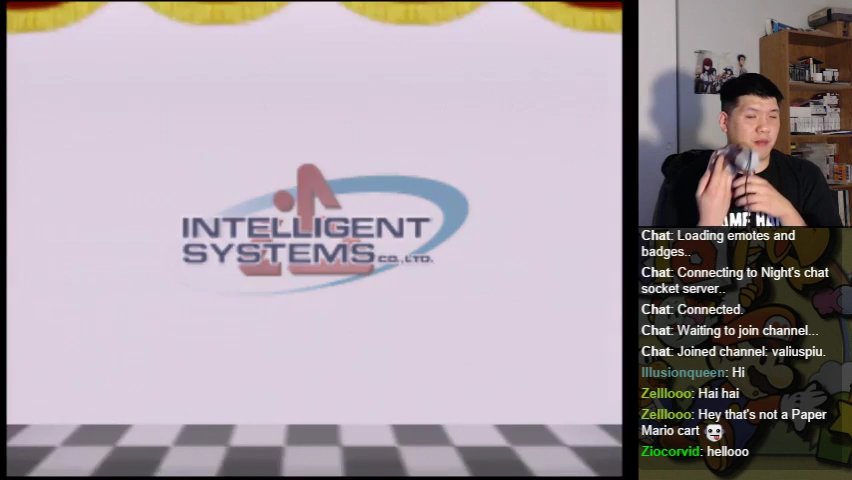 INTELLIGENT
SYSTEMS CO.,LTD.
Chat: Loading emotes and
badges..
Chat: Connecting to Night's chat
socket server..
Chat: Connected.
Chat: Waiting to join channel...
Chat: Joined channel: valiuspiu.
Illusionqueen: Hi
Zelllooo: Hai hai
Zelllooo: Hey that's not a Paper
Mario cart
Ziocorvid: hellooo